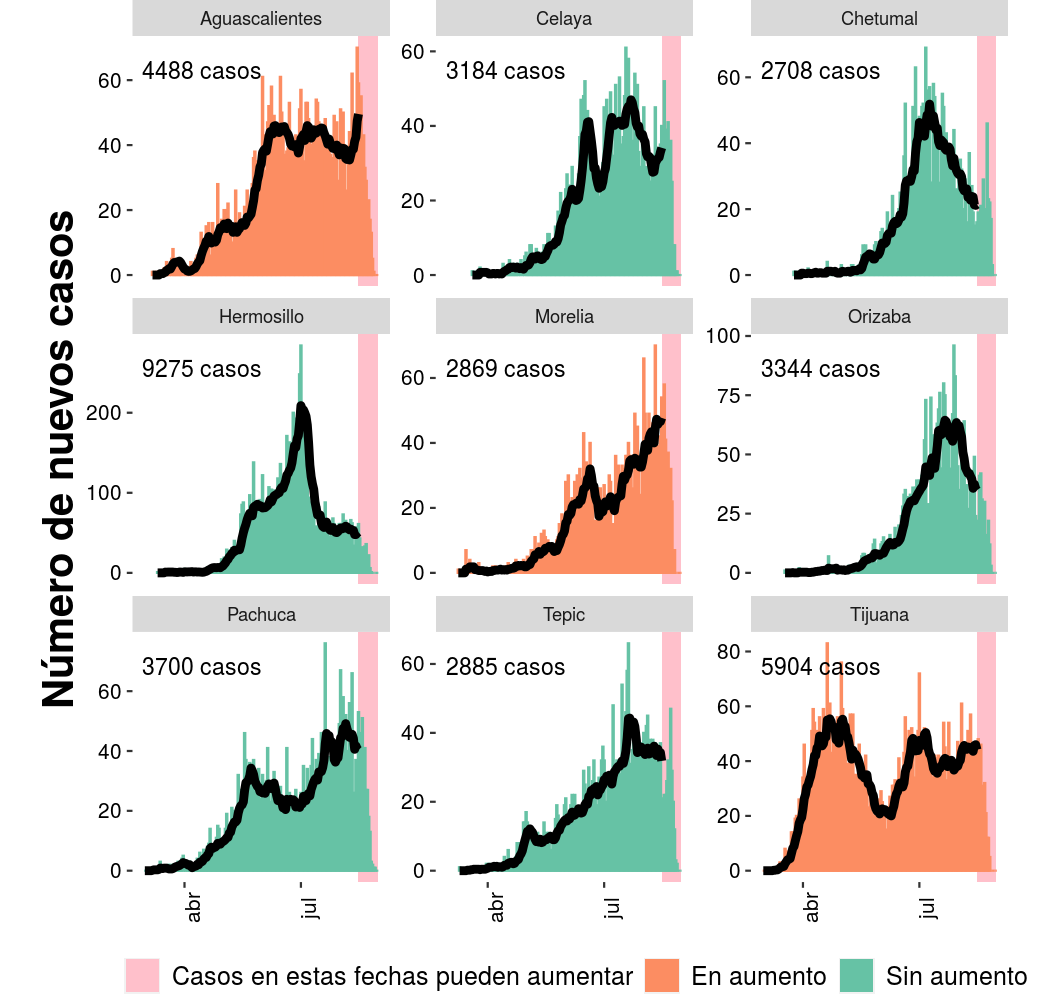 Número de nuevos casos
Aguascalientes Celaya Chetumal
4488 casos 3184 casos 2708 casos
60 40 20 0
60 40 20 0
60 40 20 0
Hermosillo Morelia Orizaba
9275 casos 2869 casos 3344 casos
200 100 0
60 40 20 0
100 75 50 25 0
Pachuca Tepic Tijuana
3700 casos 2885 casos 5904 casos
60 40 20 0
60 40 20 0
80 60 40 20 0
abr jul abr jul abr jul
Casos en estas fechas pueden aumentar En aumento Sin aumento